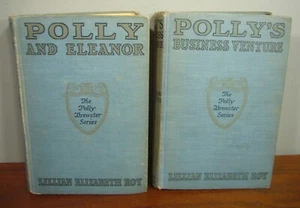 POLLY
AND ELEANOR
The
Polly
Brewster
Series
LILLIAN ELIZABETH ROY
POLLY'S
BUSINESS VENTURE
The
Polly
Brewster
Series
LILLIAN ELIZABETH ROY